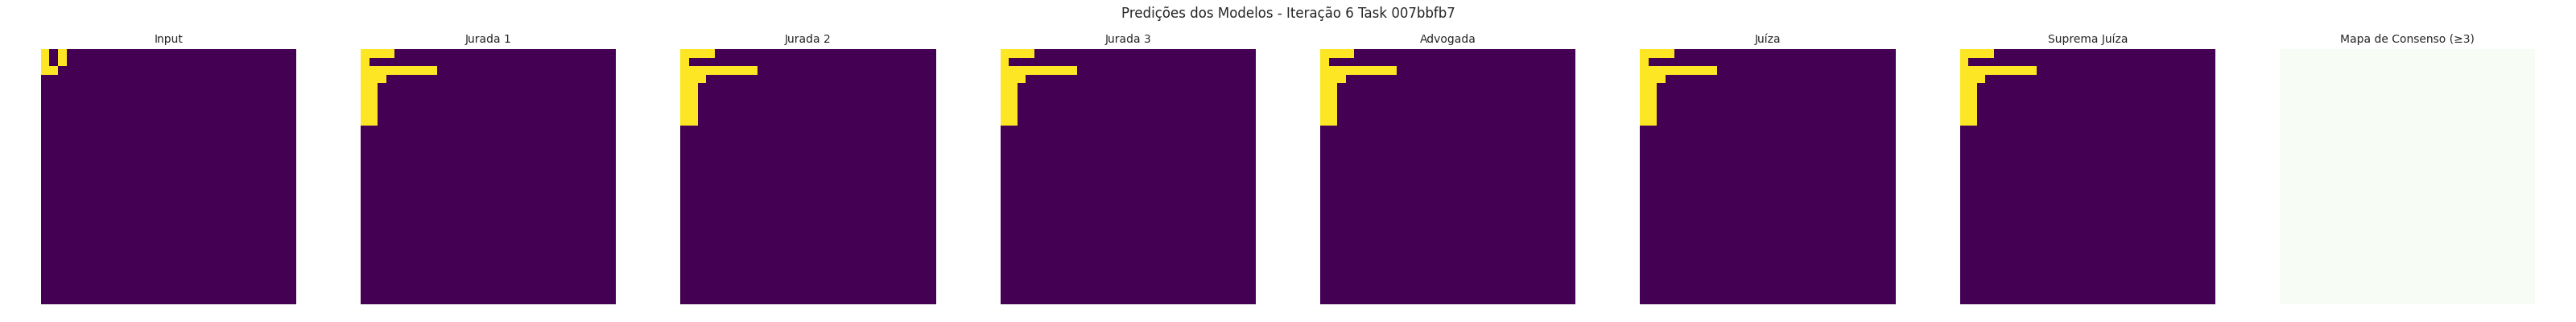 Predições dos Modelos - Iteração 6 Task 007bbfb7
Input
Jurada 1
Jurada 2
Jurada 3
Advogada
Juíza
Suprema Juíza
Mapa de Consenso (≥3)